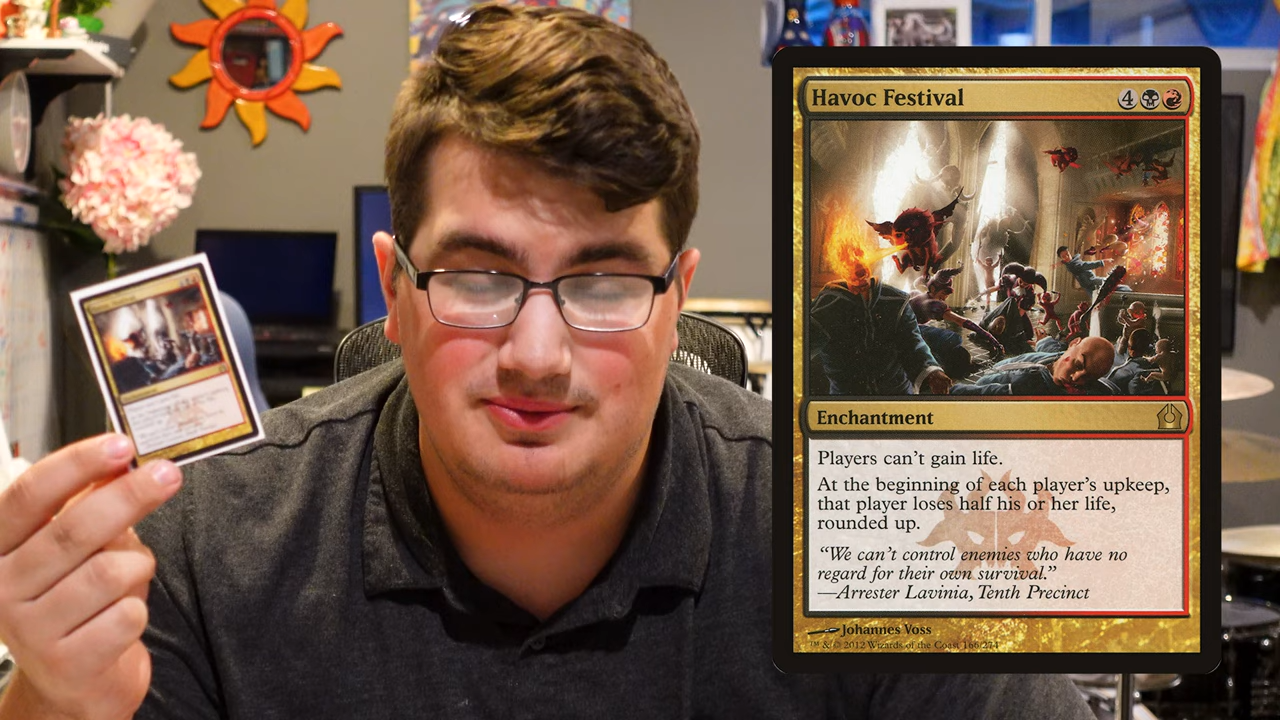 Havoc Festival 4
Enchantment
Players can't gain life.
At the beginning of each player's upkeep,
that player loses half his or her life,
rounded up.
"We can't control enemies who have no
regard for their own survival."
—Arrester Lavinia, Tenth Precinct
Johannes Voss
™ & © 2012 Wizards of the Coast 166/274